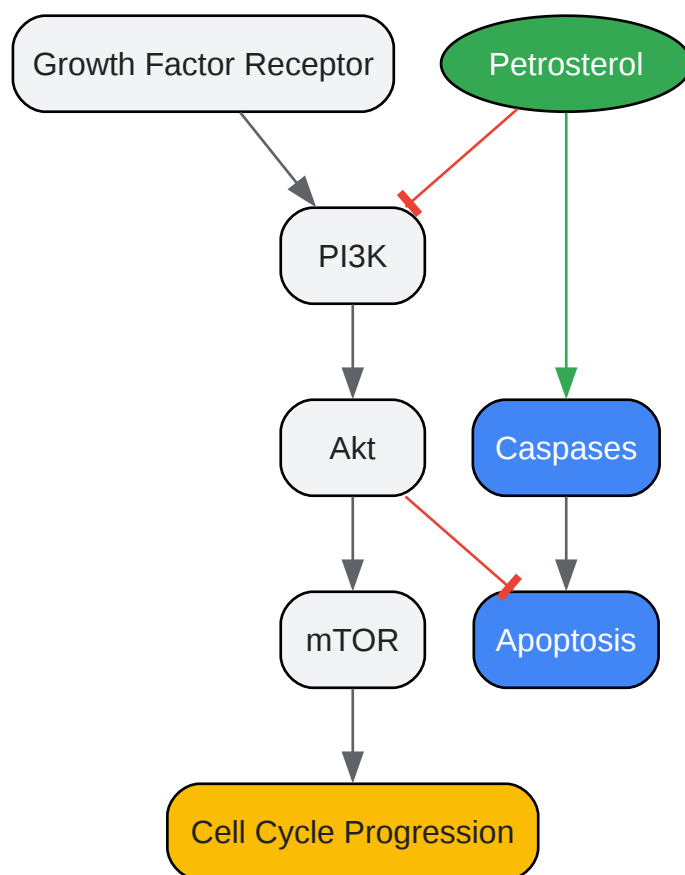 Growth Factor Receptor
Petrosterol
PI3K
Akt
Caspases
mTOR
Apoptosis
Cell Cycle Progression